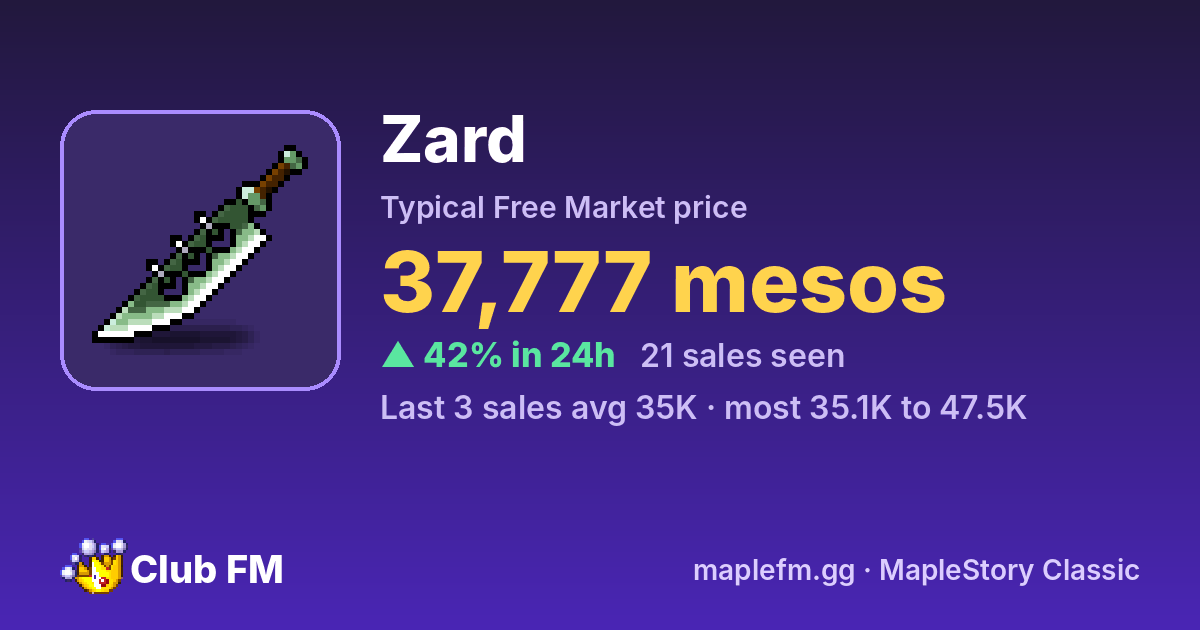 Zard
Typical Free Market price
37,777 mesos
▲ 42% in 24h 21 sales seen
Last 3 sales avg 35K · most 35.1K to 47.5K
Club FM
maplefm.gg · MapleStory Classic